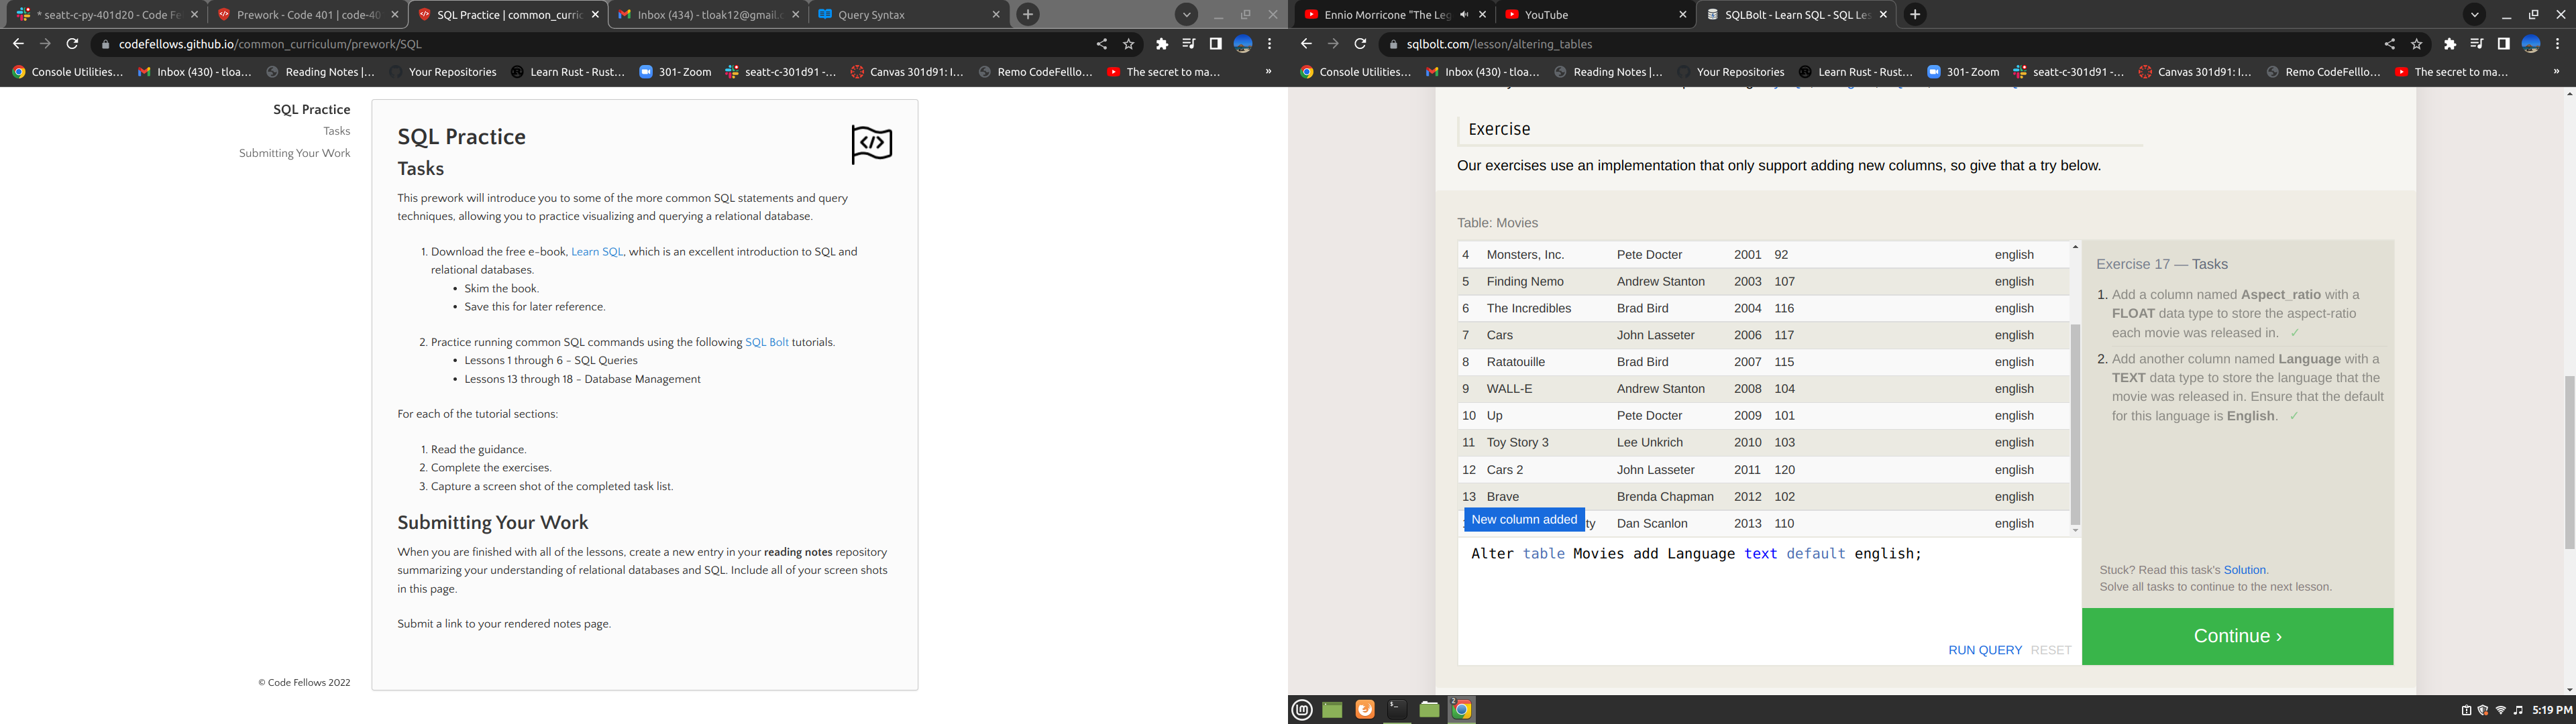 * seatt-c-py-401d20 - Code Fe
Prework - Code 401 | code-40
SQL Practice | common_curric
Inbox (434) - tloak12@gmail.c
Query Syntax
codefellows.github.io/common_curriculum/prework/SQL
Console Utilities...
Inbox (430) - tloa...
Reading Notes |...
Your Repositories
Learn Rust - Rust...
301- Zoom
seatt-c-301d91 -...
Canvas 301d91: I...
Remo CodeFelllo...
The secret to ma...
»
SQL Practice
Tasks
Submitting Your Work
© Code Fellows 2022
SQL Practice
Tasks
This prework will introduce you to some of the more common SQL statements and query
techniques, allowing you to practice visualizing and querying a relational database.
1. Download the free e-book, Learn SQL, which is an excellent introduction to SQL and
relational databases.
• Skim the book.
• Save this for later reference.
2. Practice running common SQL commands using the following SQL Bolt tutorials.
• Lessons 1 through 6 - SQL Queries
• Lessons 13 through 18 - Database Management
For each of the tutorial sections:
1. Read the guidance.
2. Complete the exercises.
3. Capture a screen shot of the completed task list.
Submitting Your Work
When you are finished with all of the lessons, create a new entry in your reading notes repository
summarizing your understanding of relational databases and SQL. Include all of your screen shots
in this page.
Submit a link to your rendered notes page.
Ennio Morricone "The Leg
YouTube
SQLBolt - Learn SQL - SQL Les
sqlbolt.com/lesson/altering_tables
Console Utilities...
Inbox (430) - tloa...
Reading Notes |...
Your Repositories
Learn Rust - Rust...
301- Zoom
seatt-c-301d91 -...
Canvas 301d91: I...
Remo CodeFelllo...
The secret to ma...
»
Exercise
Our exercises use an implementation that only support adding new columns, so give that a try below.
Table: Movies
4 Monsters, Inc. Pete Docter 2001 92 english
5 Finding Nemo Andrew Stanton 2003 107 english
6 The Incredibles Brad Bird 2004 116 english
7 Cars John Lasseter 2006 117 english
8 Ratatouille Brad Bird 2007 115 english
9 WALL-E Andrew Stanton 2008 104 english
10 Up Pete Docter 2009 101 english
11 Toy Story 3 Lee Unkrich 2010 103 english
12 Cars 2 John Lasseter 2011 120 english
13 Brave Brenda Chapman 2012 102 english
New column added ty Dan Scanlon 2013 110 english
Alter table Movies add Language text default english;
RUN QUERY RESET
Exercise 17 — Tasks
1. Add a column named Aspect_ratio with a
FLOAT data type to store the aspect-ratio
each movie was released in. ✓
2. Add another column named Language with a
TEXT data type to store the language that the
movie was released in. Ensure that the default
for this language is English. ✓
Stuck? Read this task's Solution.
Solve all tasks to continue to the next lesson.
Continue ›
5:19 PM